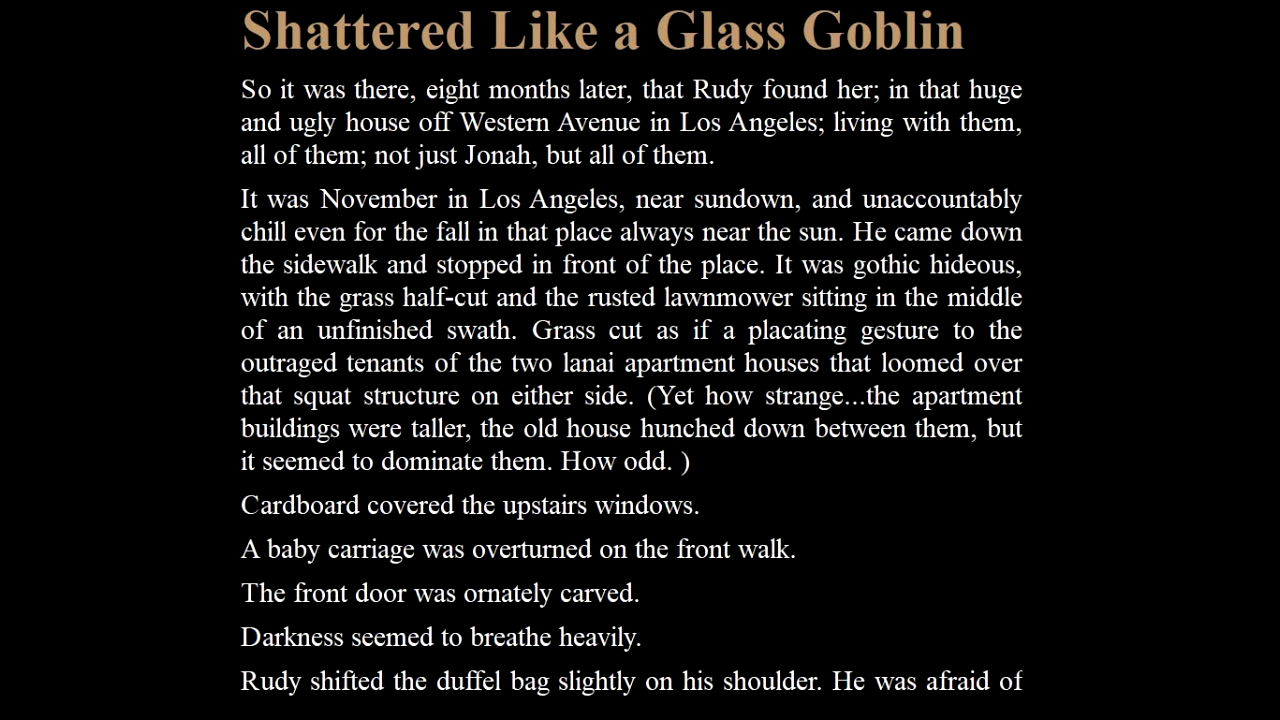 Shattered Like a Glass Goblin
So it was there, eight months later, that Rudy found her; in that huge
and ugly house off Western Avenue in Los Angeles; living with them,
all of them; not just Jonah, but all of them.
It was November in Los Angeles, near sundown, and unaccountably
chill even for the fall in that place always near the sun. He came down
the sidewalk and stopped in front of the place. It was gothic hideous,
with the grass half-cut and the rusted lawnmower sitting in the middle
of an unfinished swath. Grass cut as if a placating gesture to the
outraged tenants of the two lanai apartment houses that loomed over
that squat structure on either side. (Yet how strange...the apartment
buildings were taller, the old house hunched down between them, but
it seemed to dominate them. How odd. )
Cardboard covered the upstairs windows.
A baby carriage was overturned on the front walk.
The front door was ornately carved.
Darkness seemed to breathe heavily.
Rudy shifted the duffel bag slightly on his shoulder. He was afraid of